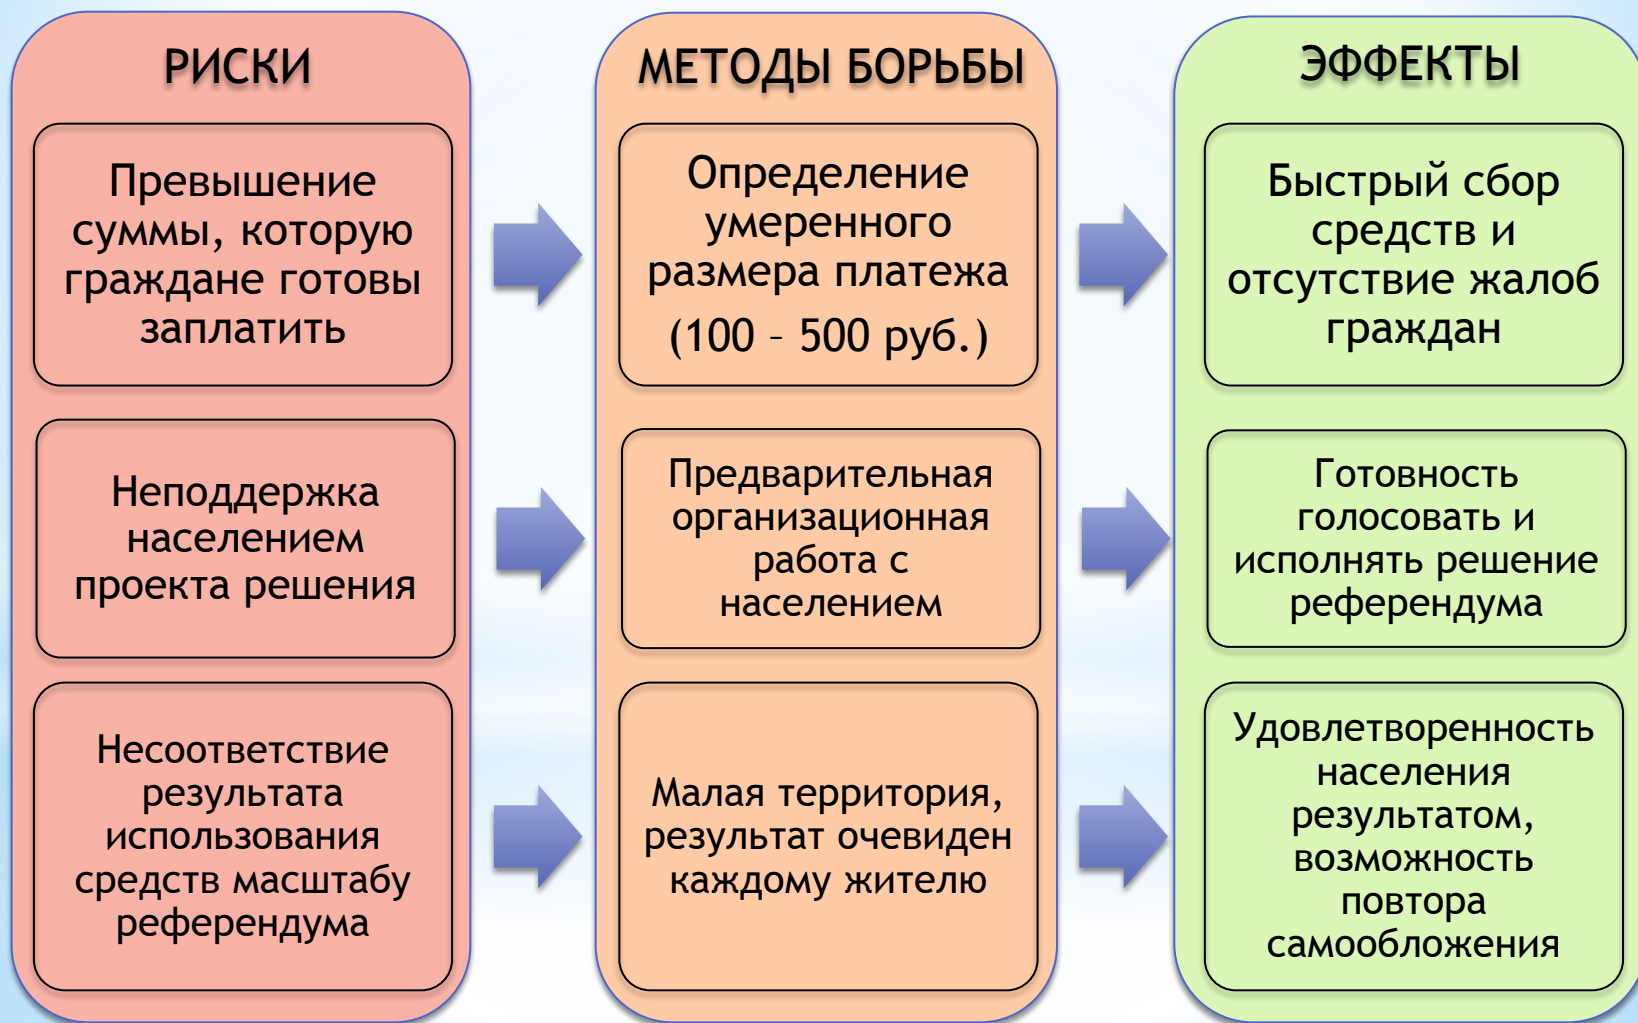 РИСКИ
Превышение
суммы, которую
граждане готовы
заплатить
Неподдержка
населением
проекта решения
Несоответствие
результата
использования
средств масштабу
референдума
МЕТОДЫ БОРЬБЫ
Определение
умеренного
размера платежа
(100 – 500 руб.)
Предварительная
организационная
работа с
населением
Малая территория,
результат очевиден
каждому жителю
ЭФФЕКТЫ
Быстрый сбор
средств и
отсутствие жалоб
граждан
Готовность
голосовать и
исполнять решение
референдума
Удовлетворенность
населения
результатом,
возможность
повтора
самообложения